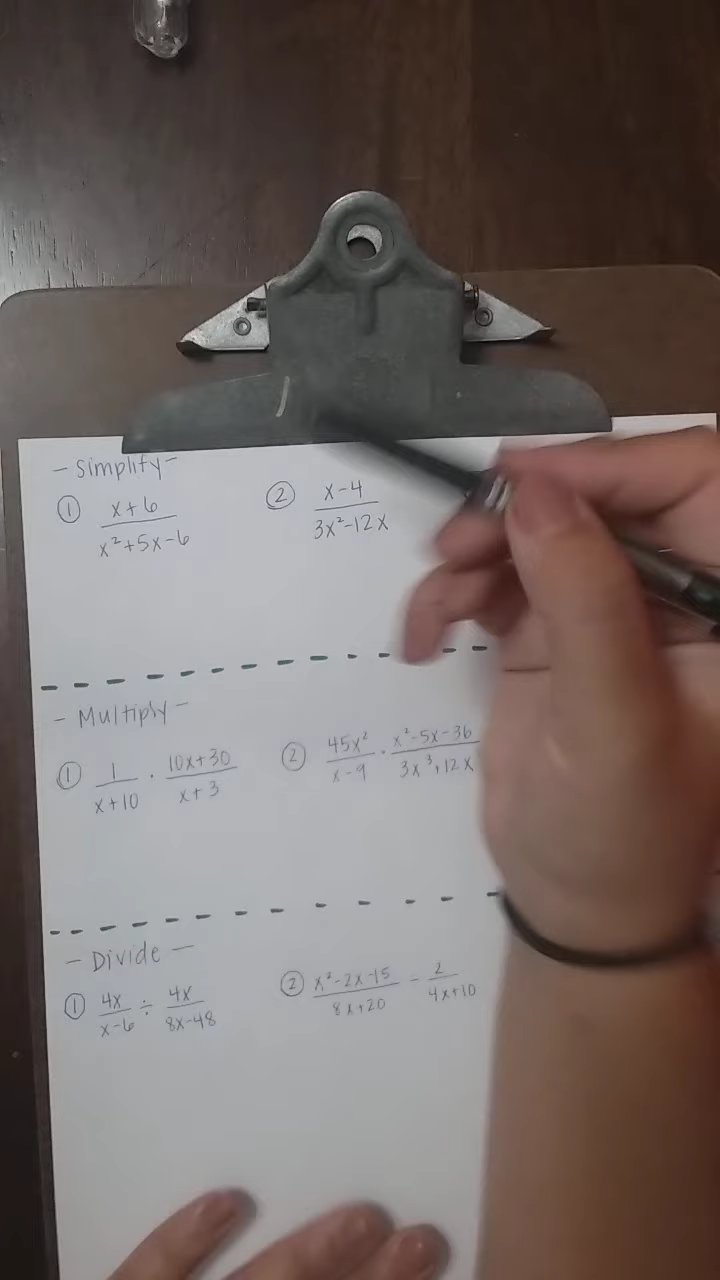 - Simplify -
① x+6 / x²+5x-6 ② x-4 / 3x²-12x
- Multiply -
① 1 / x+10 · 10x+30 / x+3 ② 45x² / x-9 · x²-5x-36 / 3x³+12x
- Divide -
① 4x / x-6 ÷ 4x / 8x-48 ② x²-2x-15 / 8x+20 - 2 / 4x+10